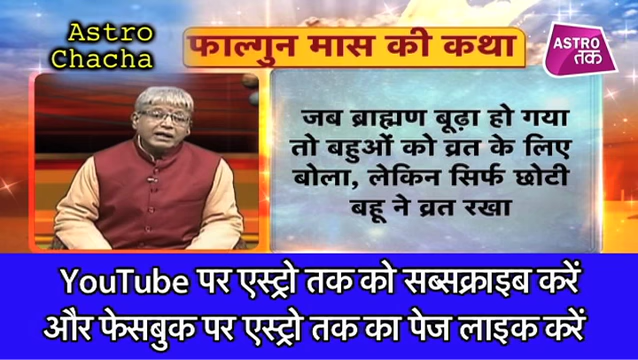 Astro
Chacha
फाल्गुन मास की कथा
ASTRO
तक
जब ब्राह्मण बूढ़ा हो गया
तो बहुओं को व्रत के लिए
बोला, लेकिन सिर्फ छोटी
बहू ने व्रत रखा
YouTube पर एस्ट्रो तक को सब्सक्राइब करें
और फेसबुक पर एस्ट्रो तक का पेज लाइक करें